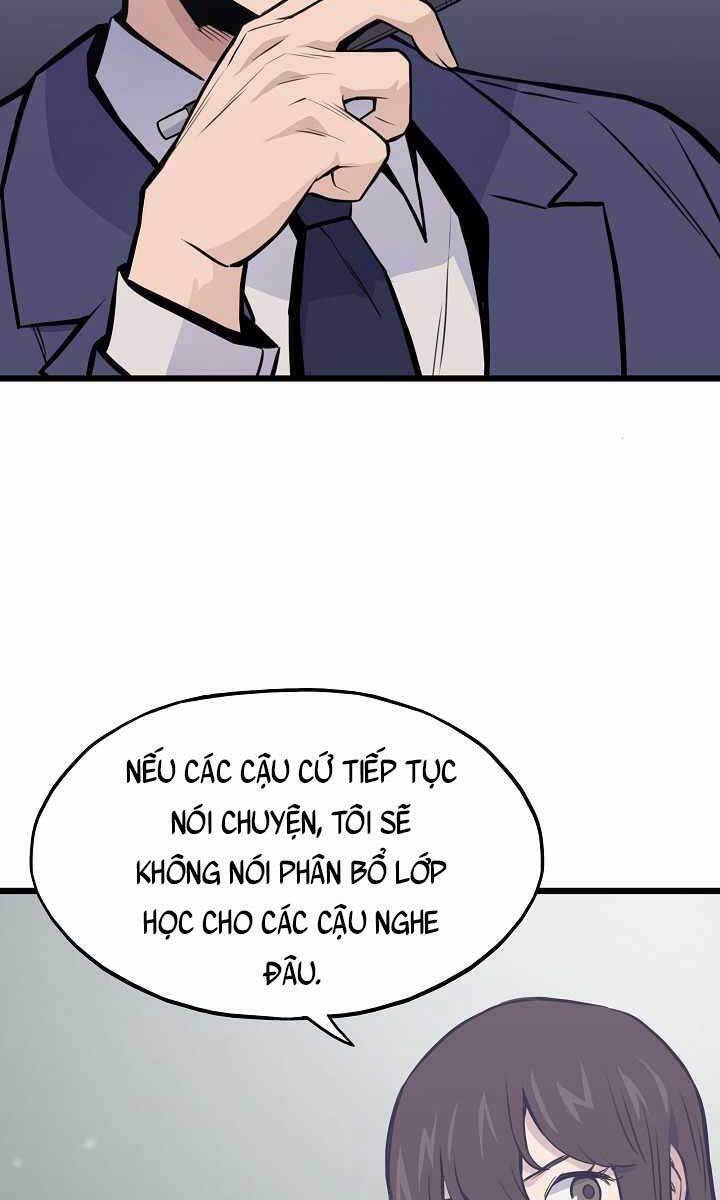 NẾU CÁC CẬU CỨ TIẾP TỤC
NÓI CHUYỆN, TÔI SẼ
KHÔNG NÓI PHÂN BỔ LỚP
HỌC CHO CÁC CẬU NGHE
ĐÂU.